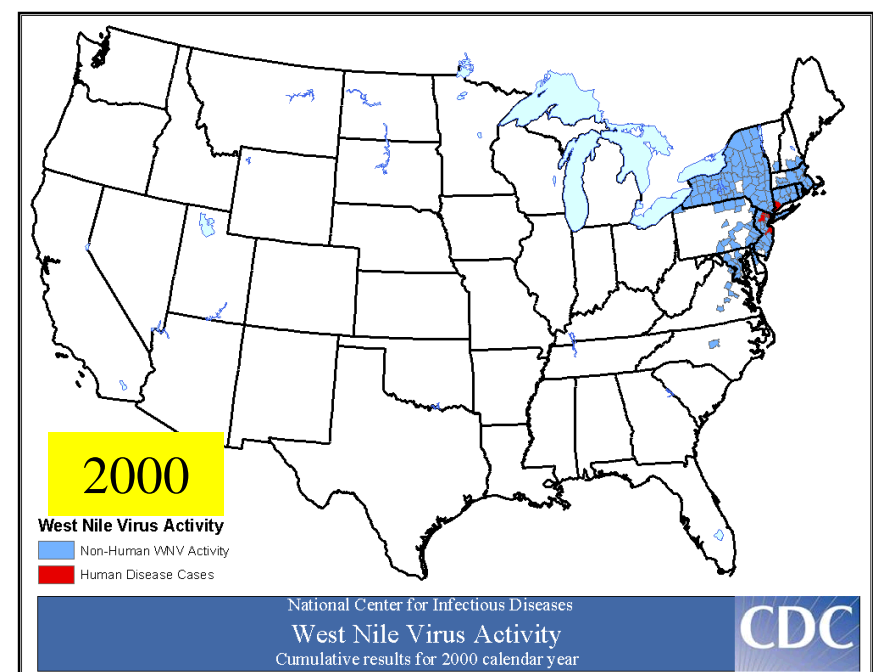 2000
West Nile Virus Activity
Non-Human WNV Activity
Human Disease Cases
National Center for Infectious Diseases
West Nile Virus Activity
Cumulative results for 2000 calendar year
CDC